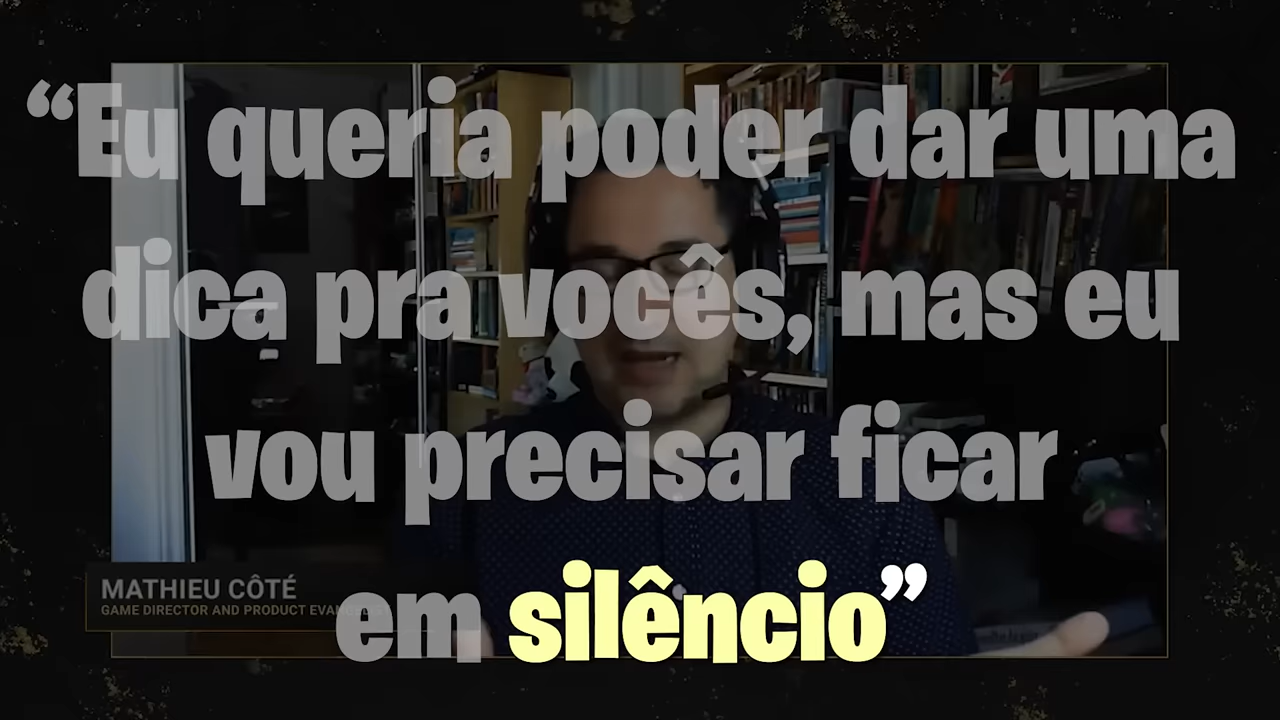 “Eu queria poder dar uma
dica pra vocês, mas eu
vou precisar ficar
em silêncio”
MATHIEU CÔTÉ
GAME DIRECTOR AND PRODUCT